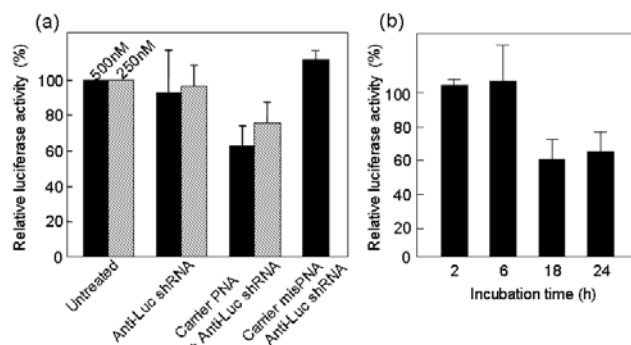 (a)
Relative luciferase activity (%)
100
80
60
40
20
0
500nM
250nM
Untreated
Anti-Luc shRNA
Carrier PNA
Anti-Luc shRNA
Carrier misPNA
Anti-Luc shRNA
(b)
Relative luciferase activity (%)
100
80
60
40
20
0
2 6 18 24
Incubation time (h)